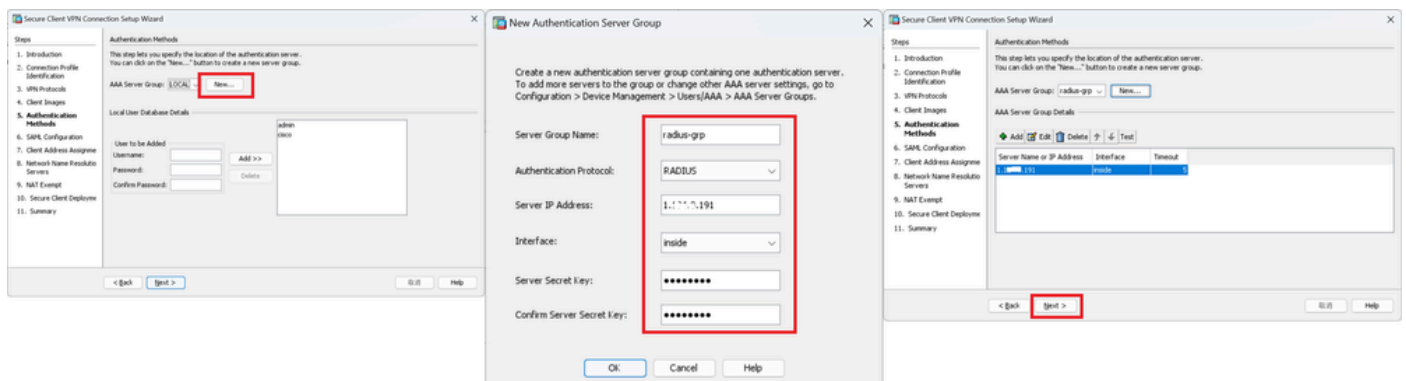 Secure Client VPN Connection Setup Wizard
Steps
1. Introduction
2. Connection Profile
Identification
3. VPN Protocols
4. Client Images
5. Authentication
Methods
6. SAML Configuration
7. Client Address Assignme
8. Network Name Resolutio
Servers
9. NAT Exempt
10. Secure Client Deployme
11. Summary
Authentication Methods
This step lets you specify the location of the authentication server.
You can click on the "New..." button to create a new server group.
AAA Server Group: LOCAL
New...
Local User Database Details
User to be Added
Username:
Password:
Confirm Password:
Add >>
Delete
admin
cisco
< Back
Next >
取消
Help
New Authentication Server Group
Create a new authentication server group containing one authentication server.
To add more servers to the group or change other AAA server settings, go to
Configuration > Device Management > Users/AAA > AAA Server Groups.
Server Group Name:
radius-grp
Authentication Protocol:
RADIUS
Server IP Address:
Interface:
inside
Server Secret Key:
••••••••
Confirm Server Secret Key:
••••••••
OK
Cancel
Help
Secure Client VPN Connection Setup Wizard
Steps
1. Introduction
2. Connection Profile
Identification
3. VPN Protocols
4. Client Images
5. Authentication
Methods
6. SAML Configuration
7. Client Address Assignme
8. Network Name Resolutio
Servers
9. NAT Exempt
10. Secure Client Deployme
11. Summary
Authentication Methods
This step lets you specify the location of the authentication server.
You can click on the "New..." button to create a new server group.
AAA Server Group: radius-grp
New...
AAA Server Group Details
Add Edit Delete Test
Server Name or IP Address Interface Timeout
inside 5
< Back
Next >
取消
Help